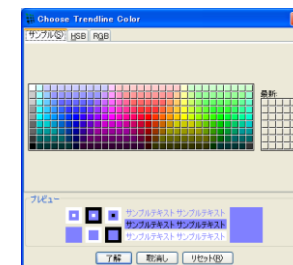 Choose Trendline Color
サンプル(S) HSB RGB
最新:
プレビュー
サンプルテキスト サンプルテキスト
サンプルテキスト サンプルテキスト
サンプルテキスト サンプルテキスト
了解 取消し リセット(R)